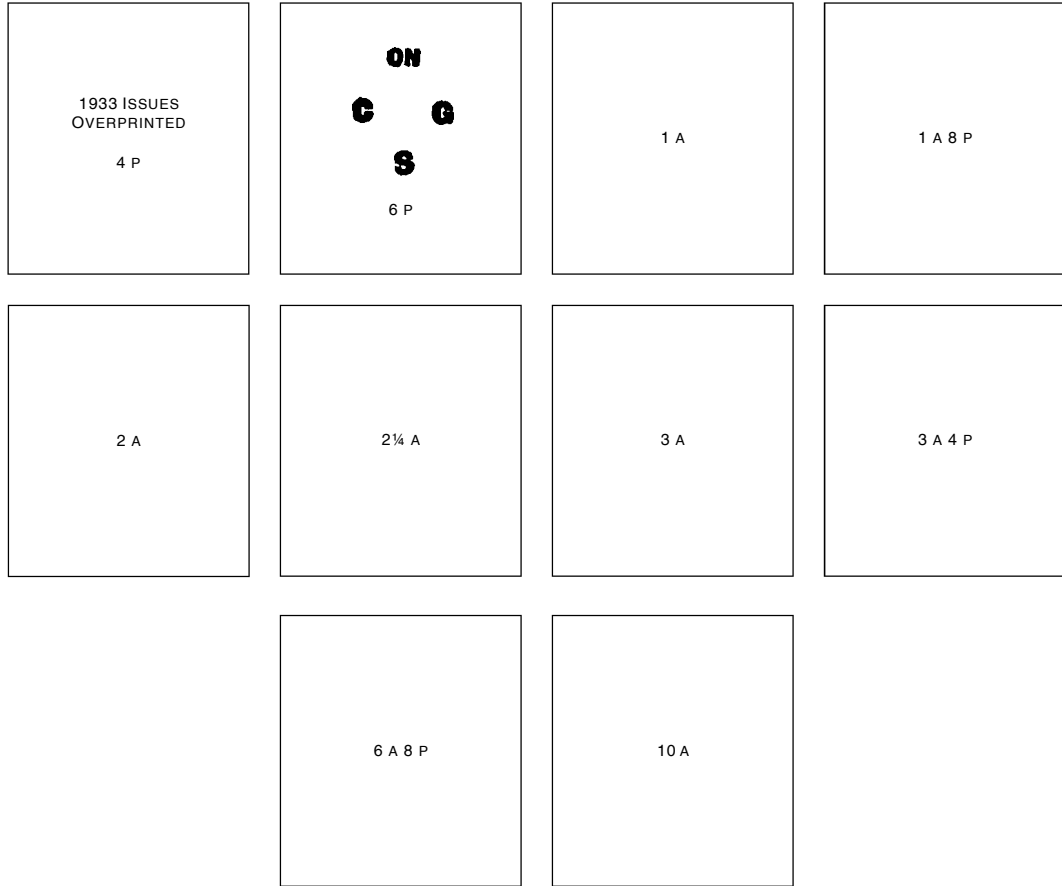 1933 ISSUES
OVERPRINTED
4 P
ON
C G
S
6 P
1 A
1 A 8 P
2 A
2¼ A
3 A
3 A 4 P
6 A 8 P
10 A